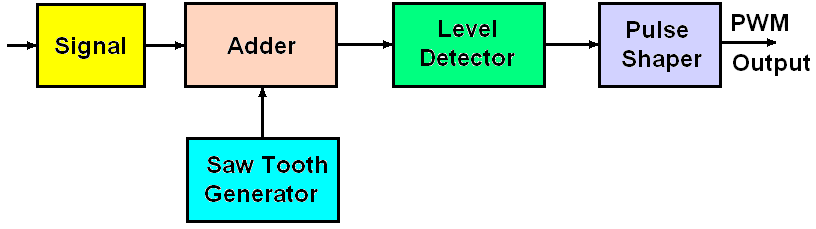 Signal
Adder
Level
Detector
Pulse
Shaper
PWM
Output
Saw Tooth
Generator